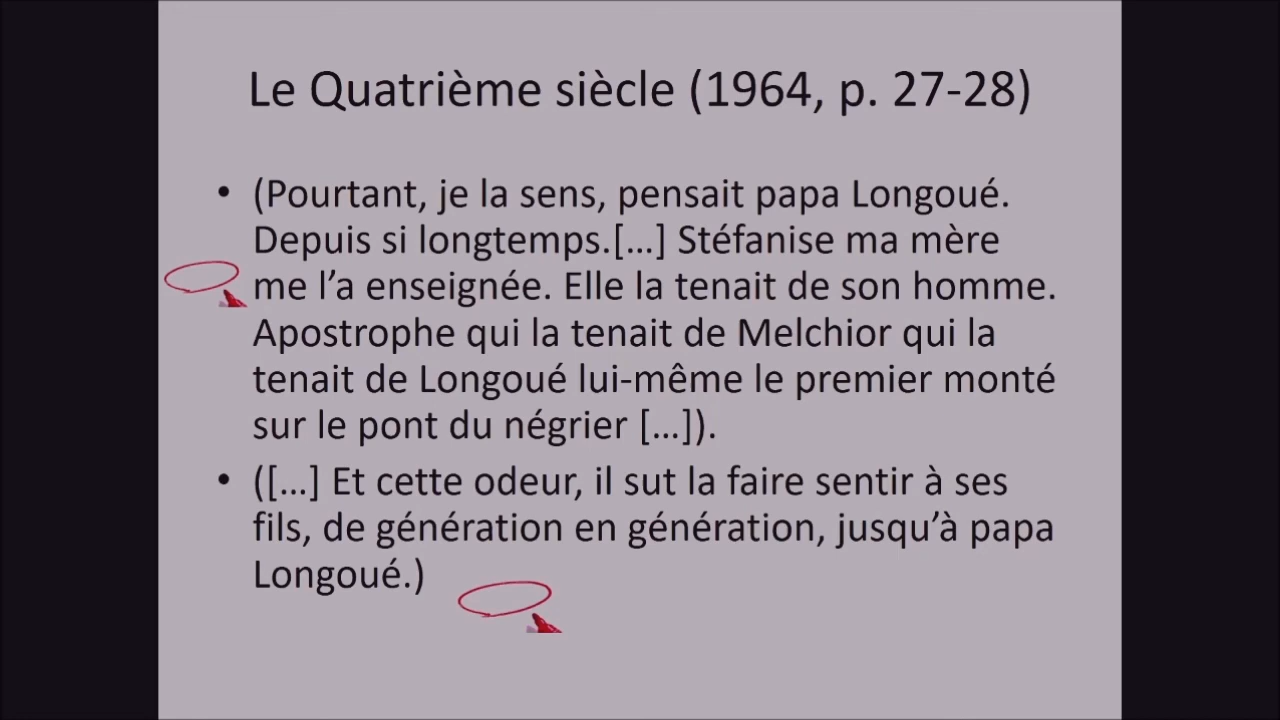 Le Quatrième siècle (1964, p. 27-28)
• (Pourtant, je la sens, pensait papa Longoué.
Depuis si longtemps.[…] Stéfanise ma mère
me l’a enseignée. Elle la tenait de son homme.
Apostrophe qui la tenait de Melchior qui la
tenait de Longoué lui-même le premier monté
sur le pont du négrier […]).
• ([…] Et cette odeur, il sut la faire sentir à ses
fils, de génération en génération, jusqu’à papa
Longoué.)